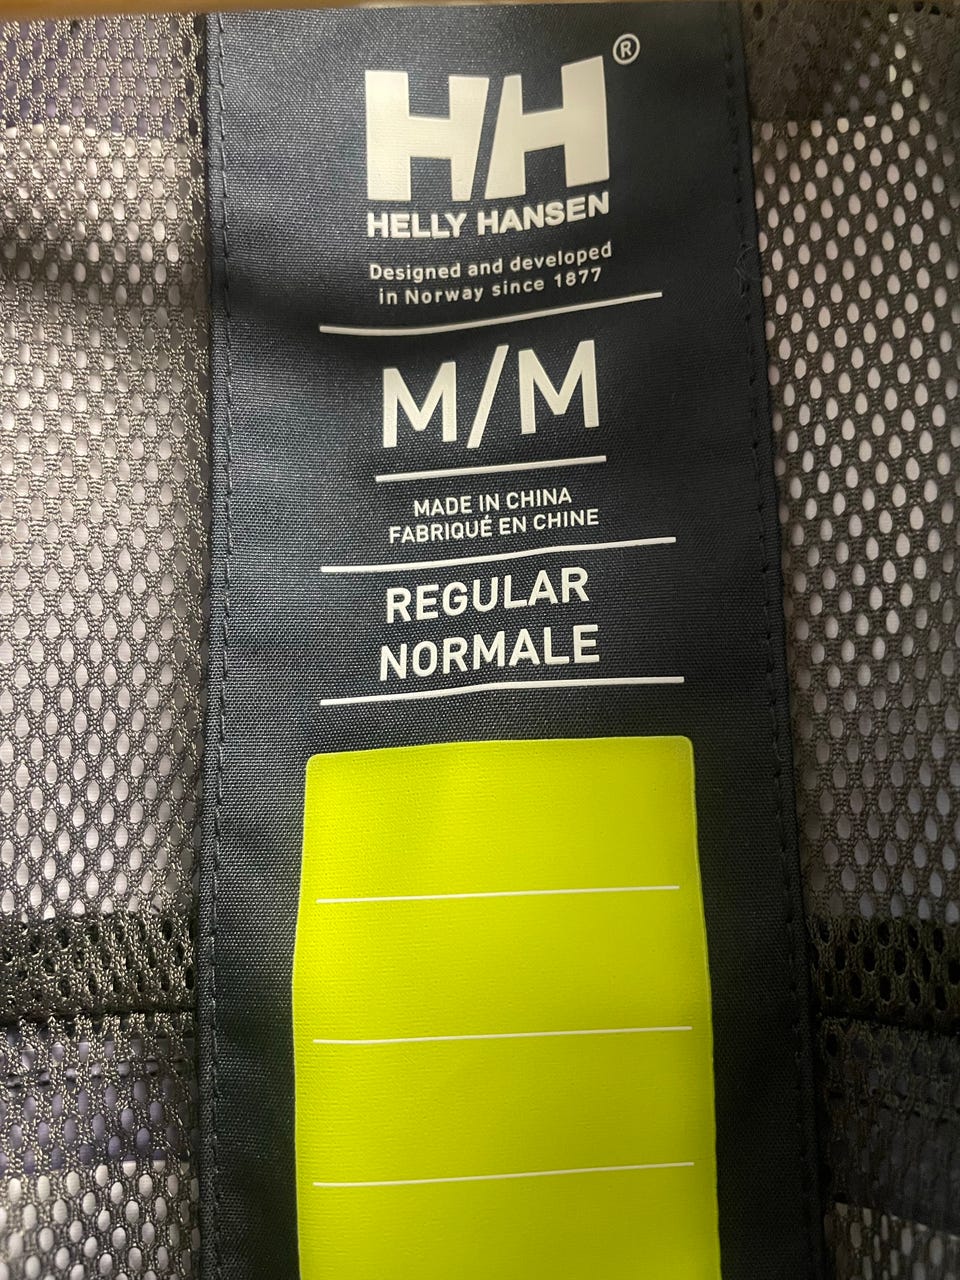 HH®
HELLY HANSEN
Designed and developed
in Norway since 1877
M/M
MADE IN CHINA
FABRIQUÉ EN CHINE
REGULAR
NORMALE